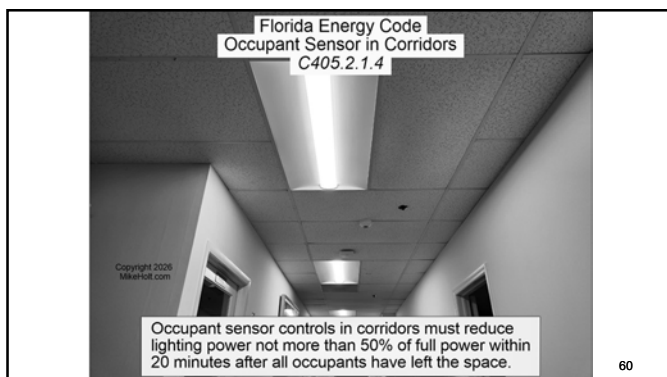 Florida Energy Code
Occupant Sensor in Corridors
C405.2.1.4
Copyright 2026
MikeHolt.com
Occupant sensor controls in corridors must reduce
lighting power not more than 50% of full power within
20 minutes after all occupants have left the space.
60